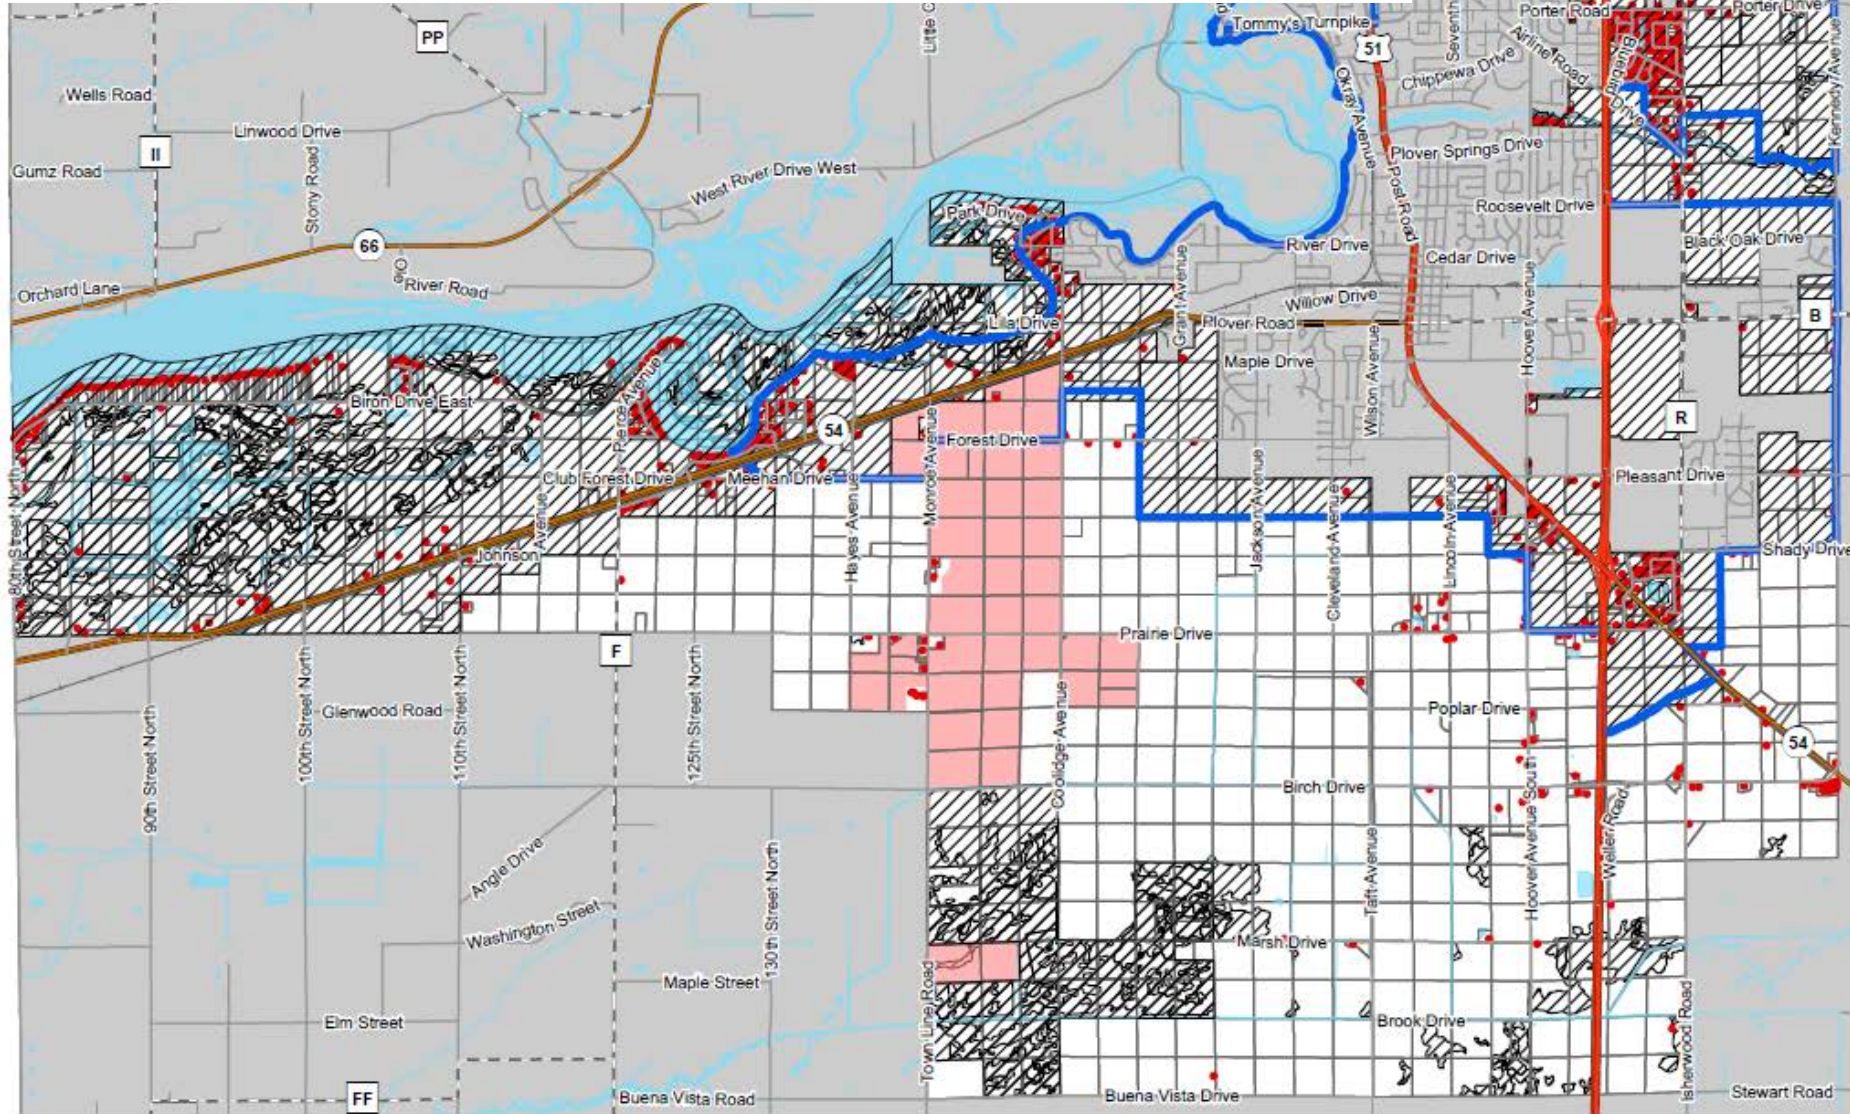 Tommy's Turnpike
Porter Road
Porter Drive
PP
51
Airline Road
Chippewa Drive
Wells Road
Okray Avenue
Kennedy Avenue
Linwood Drive
II
Stony Road
Plover Springs Drive
Gumz Road
West River Drive West
Post Road
Park Drive
Roosevelt Drive
66
River Drive
Black Oak Drive
Cedar Drive
Orchard Lane
River Road
Grant Avenue
Willow Drive
Hoover Avenue
B
Plover Road
Maple Drive
Pierce Avenue
Wilson Avenue
Biron Drive East
R
54
Forest Drive
Monroe Avenue
Club Forest Drive
Meehan Drive
Pleasant Drive
80th Street North
Hayes Avenue
Jackson Avenue
Cleveland Avenue
Lincoln Avenue
Johnson
Avenue
Shady Drive
Prairie Drive
F
Glenwood Road
Poplar Drive
90th Street North
100th Street North
110th Street North
125th Street North
Coolidge Avenue
54
Birch Drive
Angle Drive
Hoover Avenue South
Weller Road
Taft Avenue
Washington Street
130th Street North
Marsh Drive
Maple Street
Town Line Road
Elm Street
Brook Drive
Isherwood Road
FF
Buena Vista Road
Buena Vista Drive
Stewart Road